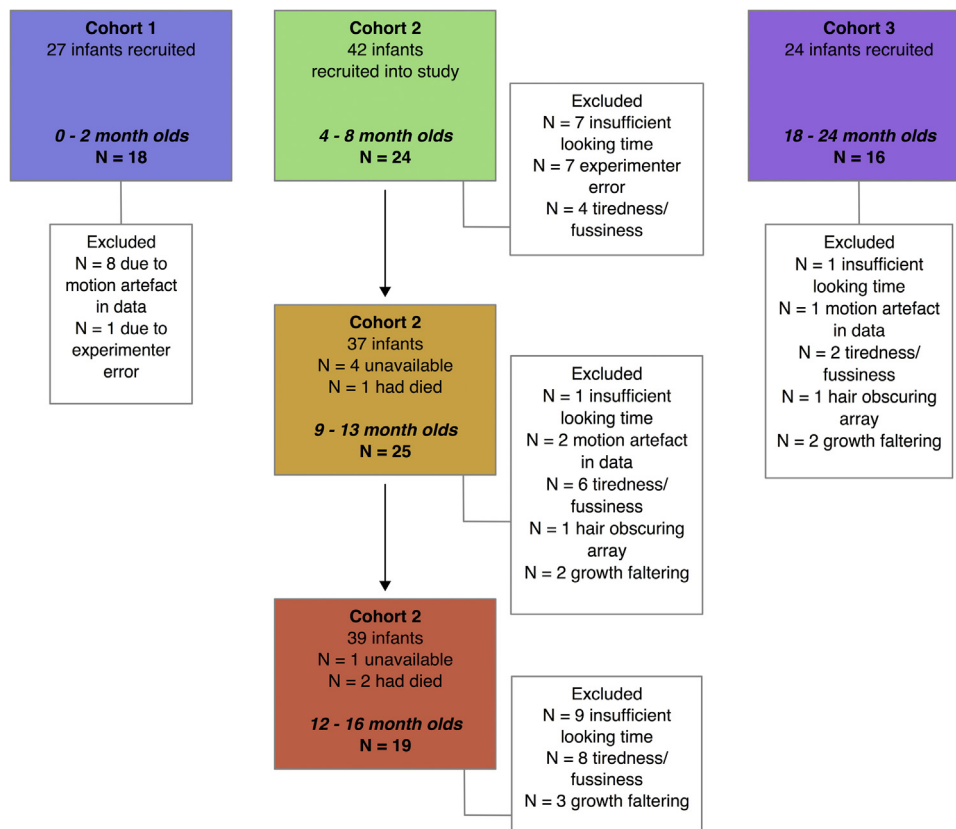 Cohort 1
27 infants recruited
0 - 2 month olds
N = 18
Excluded
N = 8 due to
motion artefact
in data
N = 1 due to
experimenter
error
Cohort 2
42 infants
recruited into study
4 - 8 month olds
N = 24
Excluded
N = 7 insufficient
looking time
N = 7 experimenter
error
N = 4 tiredness/
fussiness
Cohort 2
37 infants
N = 4 unavailable
N = 1 had died
9 - 13 month olds
N = 25
Excluded
N = 1 insufficient
looking time
N = 2 motion artefact
in data
N = 6 tiredness/
fussiness
N = 1 hair obscuring
array
N = 2 growth faltering
Cohort 2
39 infants
N = 1 unavailable
N = 2 had died
12 - 16 month olds
N = 19
Excluded
N = 9 insufficient
looking time
N = 8 tiredness/
fussiness
N = 3 growth faltering
Cohort 3
24 infants recruited
18 - 24 month olds
N = 16
Excluded
N = 1 insufficient
looking time
N = 1 motion artefact
in data
N = 2 tiredness/
fussiness
N = 1 hair obscuring
array
N = 2 growth faltering